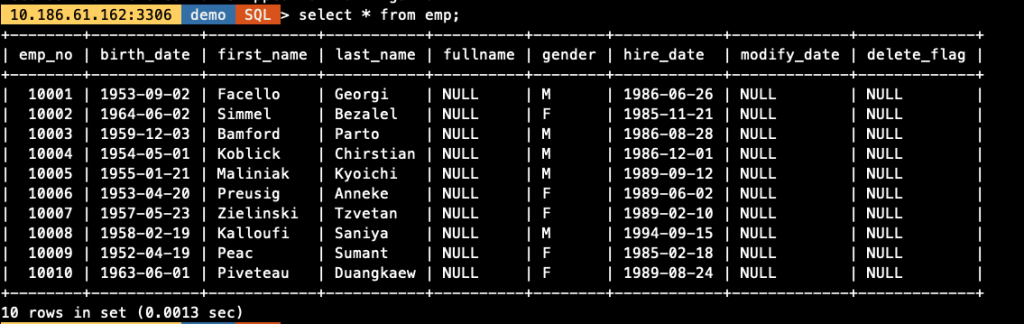 10.186.61.162:3306 demo SQL > select * from emp;
+--------+------------+------------+-----------+----------+--------+------------+-------------+-------------+
| emp_no | birth_date | first_name | last_name | fullname | gender | hire_date | modify_date | delete_flag |
+--------+------------+------------+-----------+----------+--------+------------+-------------+-------------+
| 10001 | 1953-09-02 | Facello | Georgi | NULL | M | 1986-06-26 | NULL | NULL |
| 10002 | 1964-06-02 | Simmel | Bezalel | NULL | F | 1985-11-21 | NULL | NULL |
| 10003 | 1959-12-03 | Bamford | Parto | NULL | M | 1986-08-28 | NULL | NULL |
| 10004 | 1954-05-01 | Koblick | Chirstian | NULL | M | 1986-12-01 | NULL | NULL |
| 10005 | 1955-01-21 | Maliniak | Kyoichi | NULL | M | 1989-09-12 | NULL | NULL |
| 10006 | 1953-04-20 | Preusig | Anneke | NULL | F | 1989-06-02 | NULL | NULL |
| 10007 | 1957-05-23 | Zielinski | Tzvetan | NULL | F | 1989-02-10 | NULL | NULL |
| 10008 | 1958-02-19 | Kalloufi | Saniya | NULL | M | 1994-09-15 | NULL | NULL |
| 10009 | 1952-04-19 | Peac | Sumant | NULL | F | 1985-02-18 | NULL | NULL |
| 10010 | 1963-06-01 | Piveteau | Duangkaew | NULL | F | 1989-08-24 | NULL | NULL |
+--------+------------+------------+-----------+----------+--------+------------+-------------+-------------+
10 rows in set (0.0013 sec)